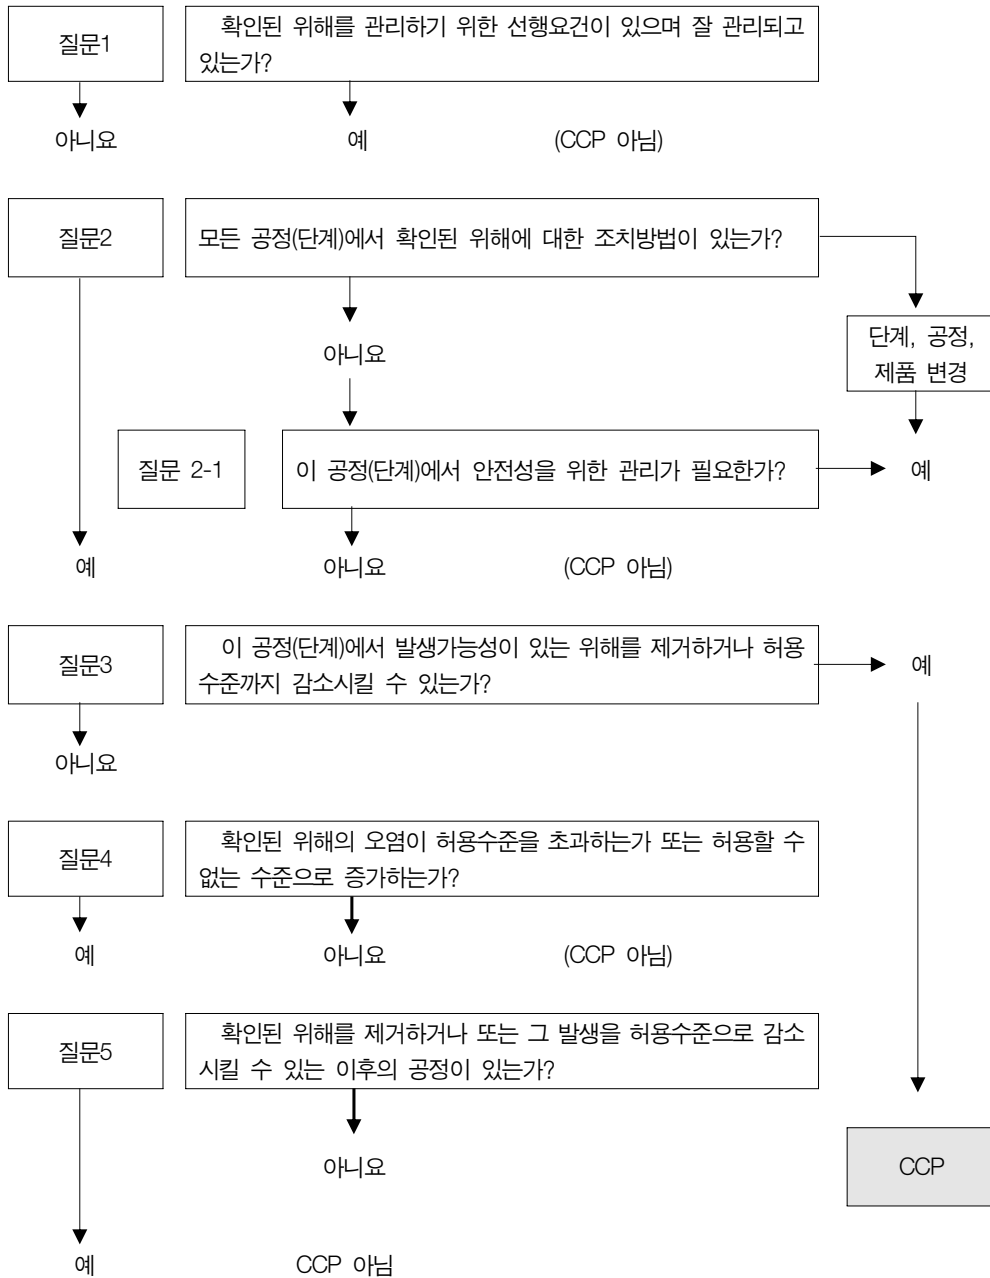 질문1
확인된 위해를 관리하기 위한 선행요건이 있으며 잘 관리되고
있는가?
아니요
예
(CCP 아님)
질문2
모든 공정(단계)에서 확인된 위해에 대한 조치방법이 있는가?
단계, 공정,
제품 변경
아니요
질문 2-1
이 공정(단계)에서 안전성을 위한 관리가 필요한가?
예
예
아니요
(CCP 아님)
질문3
이 공정(단계)에서 발생가능성이 있는 위해를 제거하거나 허용
수준까지 감소시킬 수 있는가?
예
아니요
질문4
확인된 위해의 오염이 허용수준을 초과하는가 또는 허용할 수
없는 수준으로 증가하는가?
예
아니요
(CCP 아님)
질문5
확인된 위해를 제거하거나 또는 그 발생을 허용수준으로 감소
시킬 수 있는 이후의 공정이 있는가?
아니요
CCP
예
CCP 아님